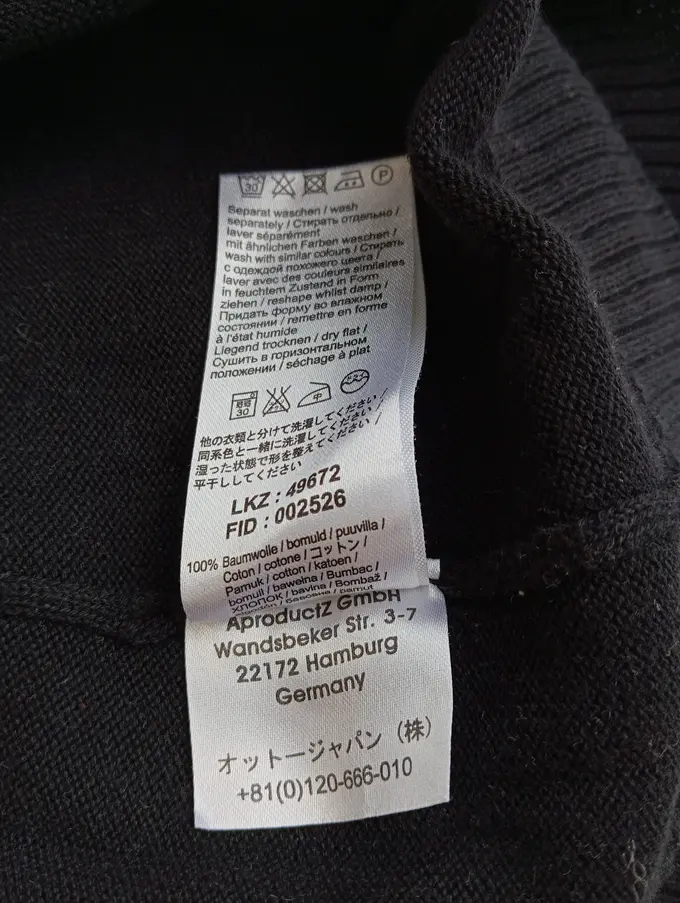 30 P
Separat waschen / wash
separately / Стирать отдельно /
laver séparément
mit ähnlichen Farben waschen /
wash with similar colours / Стирать
с одеждой похожего цвета /
laver avec des couleurs similaires
in feuchtem Zustand in Form
ziehen / reshape whilst damp /
Придать форму во влажном
состоянии / remettre en forme
à l'état humide
Liegend trocknen / dry flat /
Сушить в горизонтальном
положении / séchage à plat
30 中
他の衣類と分けて洗濯してください /
同系色と一緒に洗濯してください /
湿った状態で形を整えてください /
平干ししてください
LKZ : 49672
FID : 002526
100% Baumwolle / bomuld / puuvilla /
Coton / cotone / コットン /
Pamuk / cotton / katoen /
bomull / bawełna / Bumbac /
хлопок / bavlna / Bombaž /
AproductZ GmbH
Wandsbeker Str. 3-7
22172 Hamburg
Germany
オットージャパン（株）
+81(0)120-666-010